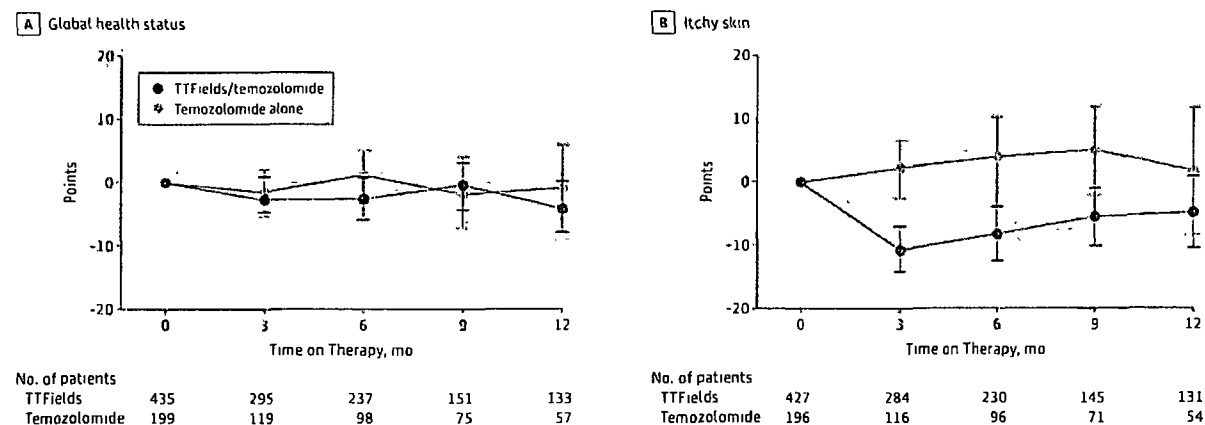 A Global health status
20
10
0
-10
-20
Points
TTFields/temozolomide
Temozolomide alone
0 3 6 9 12
Time on Therapy, mo
No. of patients
TTFields 435 295 237 151 133
Temozolomide 199 119 98 75 57
B Itchy skin
20
10
0
-10
-20
Points
0 3 6 9 12
Time on Therapy, mo
No. of patients
TTFields 427 284 230 145 131
Temozolomide 196 116 96 71 54